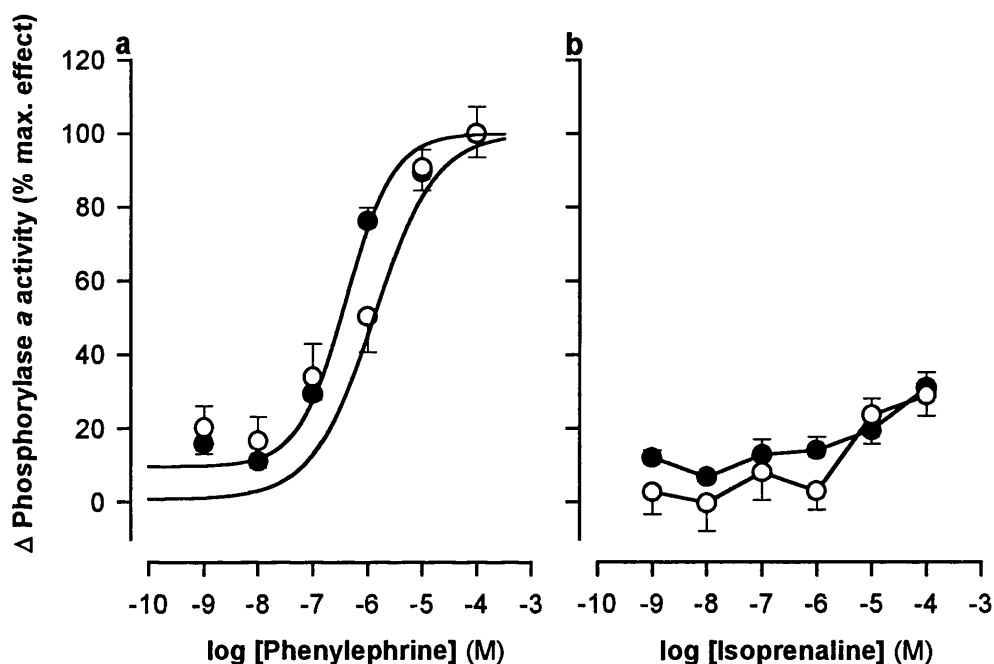 a
b
Δ Phosphorylase a activity (% max. effect)
120
100
80
60
40
20
0
-10 -9 -8 -7 -6 -5 -4 -3
-10 -9 -8 -7 -6 -5 -4 -3
log [Phenylephrine] (M)
log [Isoprenaline] (M)